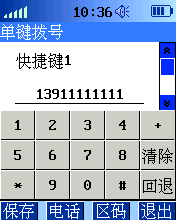 10:36
单键拨号
快捷键1
13911111111
1 2 3 4 +
5 6 7 8 清除
* 9 0 # 回退
保存 电话 区码 退出